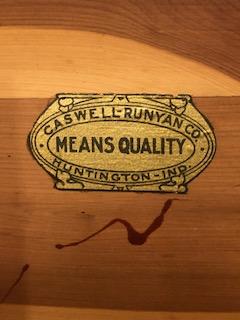 CASWELL-RUNYAN CO.
MEANS QUALITY
HUNTINGTON-IND.